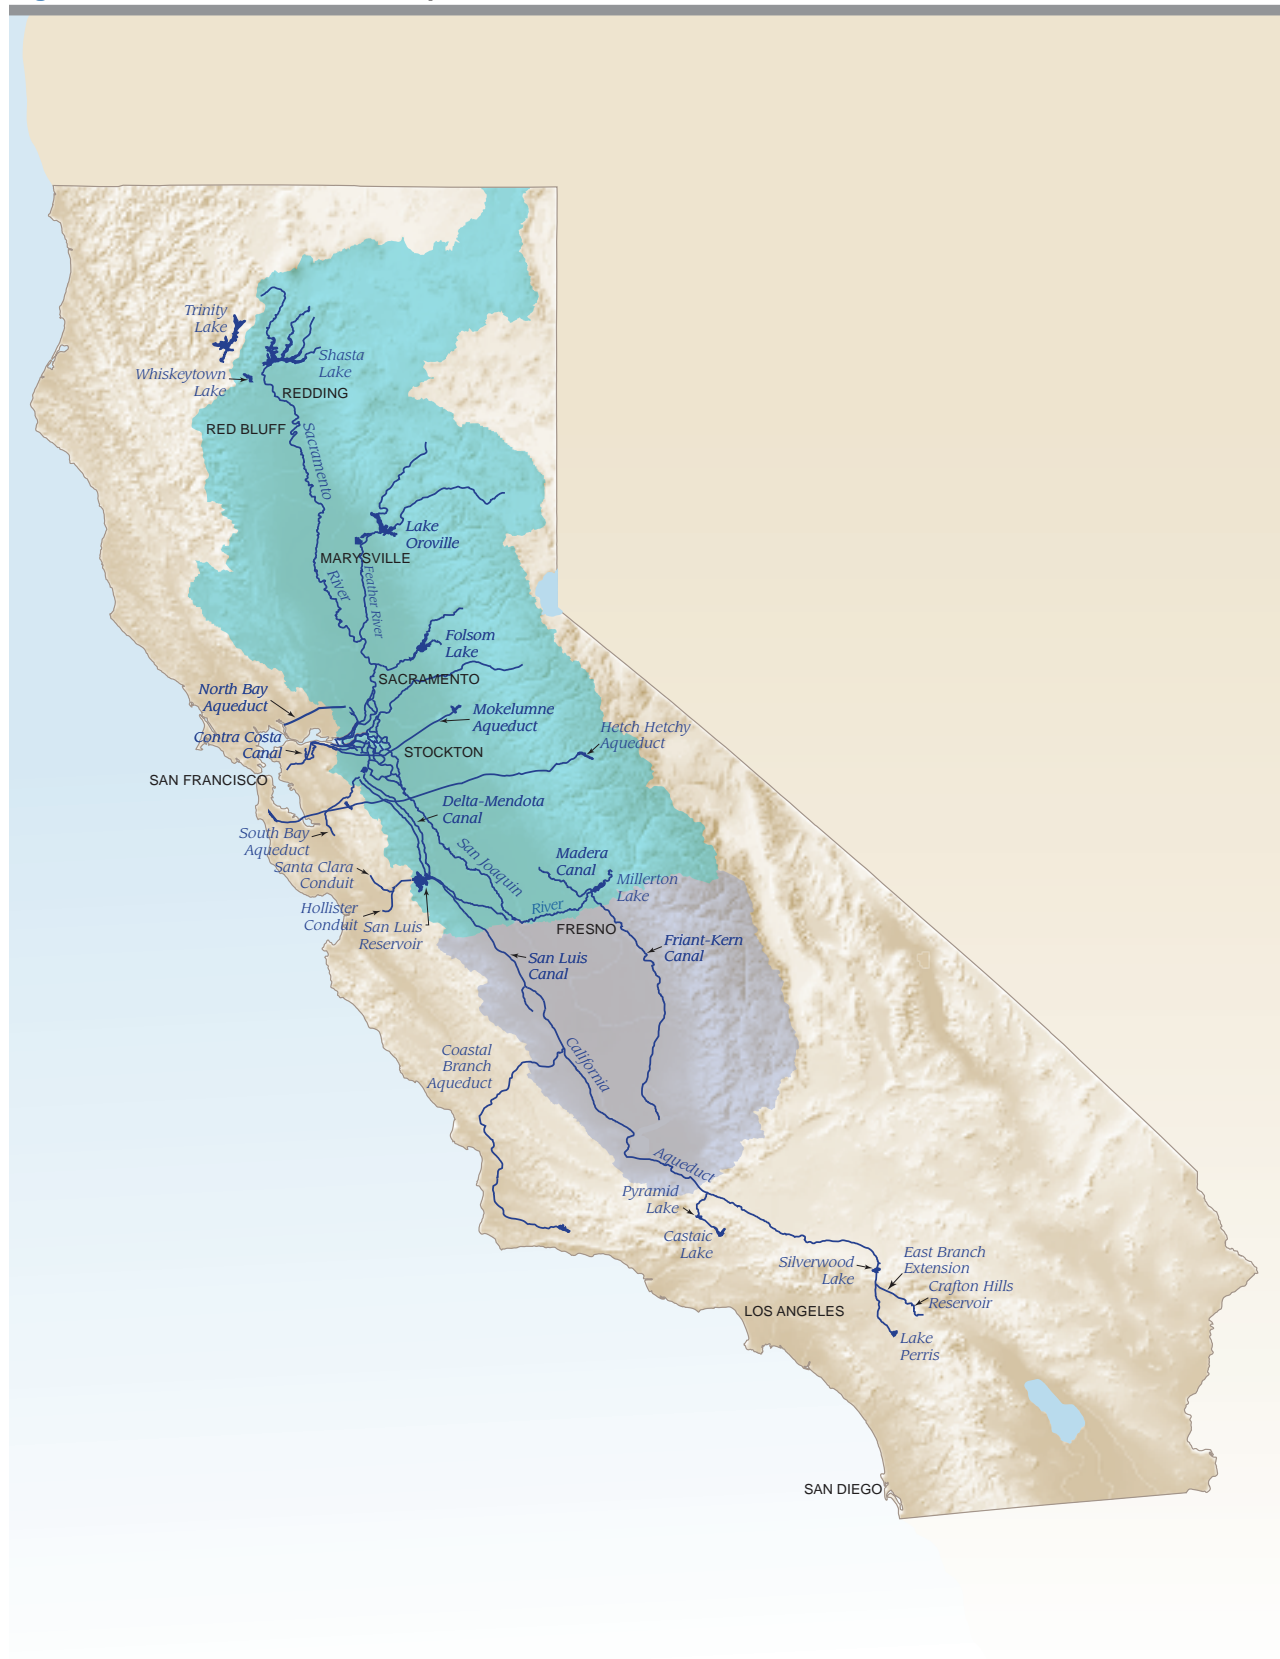 Trinity
Lake
Shasta
Lake
Whiskeytown
Lake
REDDING
RED BLUFF
Sacramento
River
Lake
Oroville
MARYSVILLE
Feather River
Folsom
Lake
SACRAMENTO
North Bay
Aqueduct
Mokelumne
Aqueduct
Hetch Hetchy
Aqueduct
Contra Costa
Canal
STOCKTON
SAN FRANCISCO
Delta-Mendota
Canal
South Bay
Aqueduct
San Joaquin
River
Madera
Canal
Santa Clara
Conduit
Millerton
Lake
Hollister
Conduit
San Luis
Reservoir
FRESNO
Friant-Kern
Canal
San Luis
Canal
Coastal
Branch
Aqueduct
California
Aqueduct
Pyramid
Lake
Castaic
Lake
Silverwood
Lake
East Branch
Extension
Crafton Hills
Reservoir
LOS ANGELES
Lake
Perris
SAN DIEGO